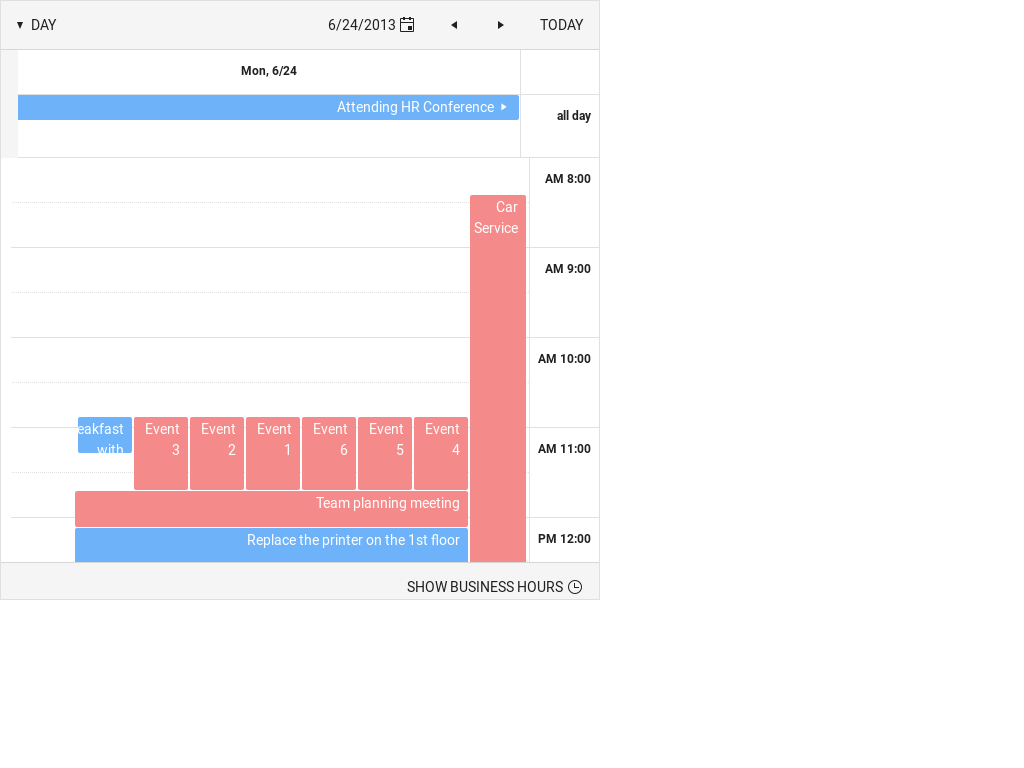 DAY
6/24/2013
TODAY
Mon, 6/24
Attending HR Conference
all day
AM 8:00
Car
Service
AM 9:00
AM 10:00
eakfast
with
Event
3
Event
2
Event
1
Event
6
Event
5
Event
4
AM 11:00
Team planning meeting
Replace the printer on the 1st floor
PM 12:00
SHOW BUSINESS HOURS